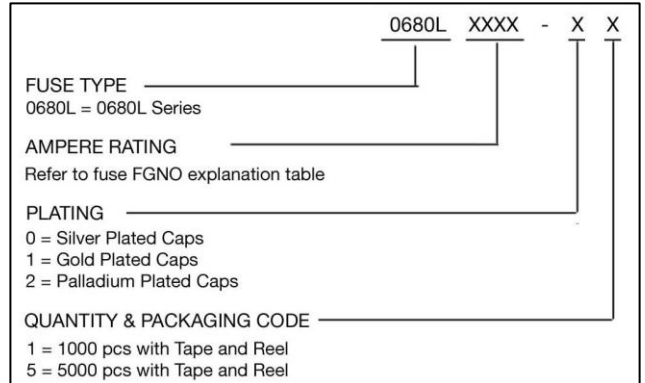 0680L XXXX - X X
FUSE TYPE
0680L = 0680L Series
AMPERE RATING
Refer to fuse FGNO explanation table
PLATING
0 = Silver Plated Caps
1 = Gold Plated Caps
2 = Palladium Plated Caps
QUANTITY & PACKAGING CODE
1 = 1000 pcs with Tape and Reel
5 = 5000 pcs with Tape and Reel